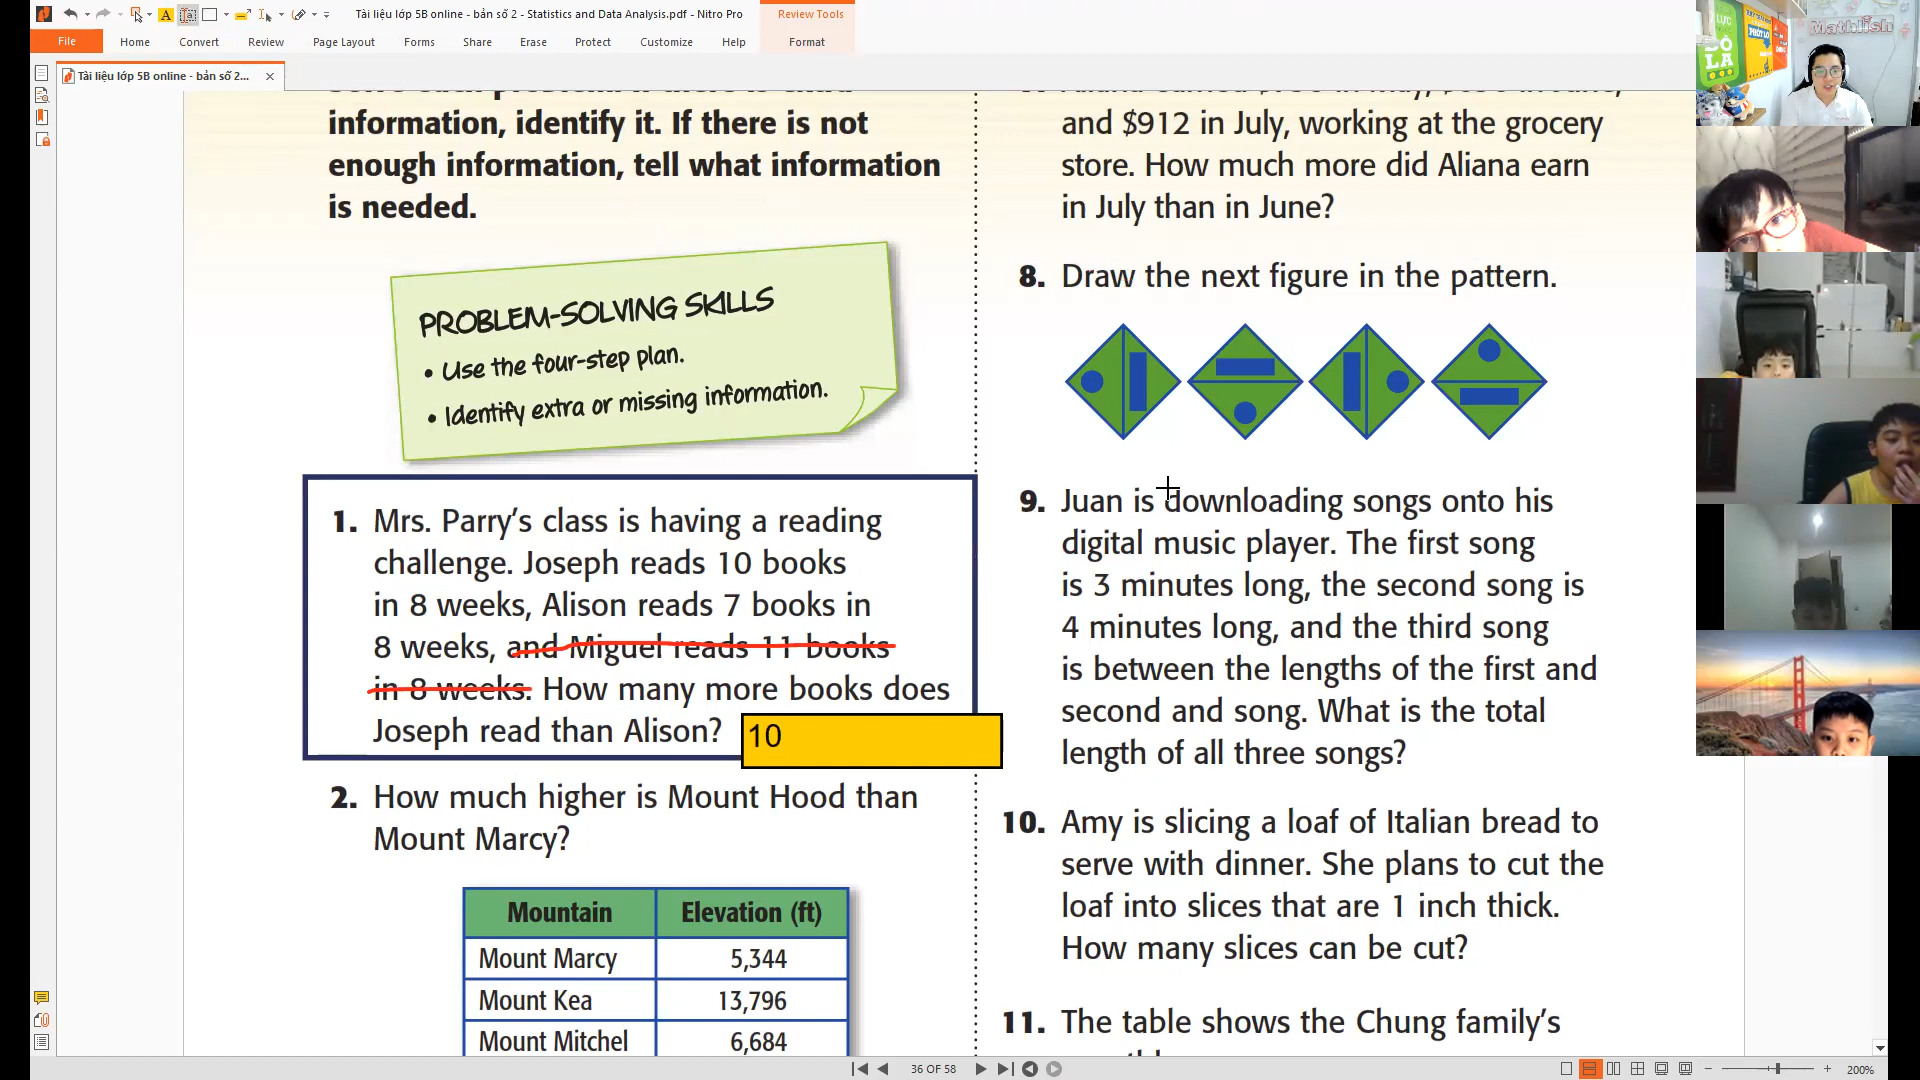 Tài liệu lớp 5B online - bản số 2 - Statistics and Data Analysis.pdf - Nitro Pro
Review Tools
File
Home
Convert
Review
Page Layout
Forms
Share
Erase
Protect
Customize
Help
Format
Tài liệu lớp 5B online - bản số 2...
information, identify it. If there is not
enough information, tell what information
is needed.
PROBLEM-SOLVING SKILLS
• Use the four-step plan.
• Identify extra or missing information.
1. Mrs. Parry's class is having a reading
challenge. Joseph reads 10 books
in 8 weeks, Alison reads 7 books in
8 weeks, and Miguel reads 11 books
in 8 weeks. How many more books does
Joseph read than Alison?
10
2. How much higher is Mount Hood than
Mount Marcy?
Mountain Elevation (ft)
Mount Marcy 5,344
Mount Kea 13,796
Mount Mitchel 6,684
and $912 in July, working at the grocery
store. How much more did Aliana earn
in July than in June?
8. Draw the next figure in the pattern.
9. Juan is downloading songs onto his
digital music player. The first song
is 3 minutes long, the second song is
4 minutes long, and the third song
is between the lengths of the first and
second and song. What is the total
length of all three songs?
10. Amy is slicing a loaf of Italian bread to
serve with dinner. She plans to cut the
loaf into slices that are 1 inch thick.
How many slices can be cut?
11. The table shows the Chung family's
Mathlish
36 OF 58
200%